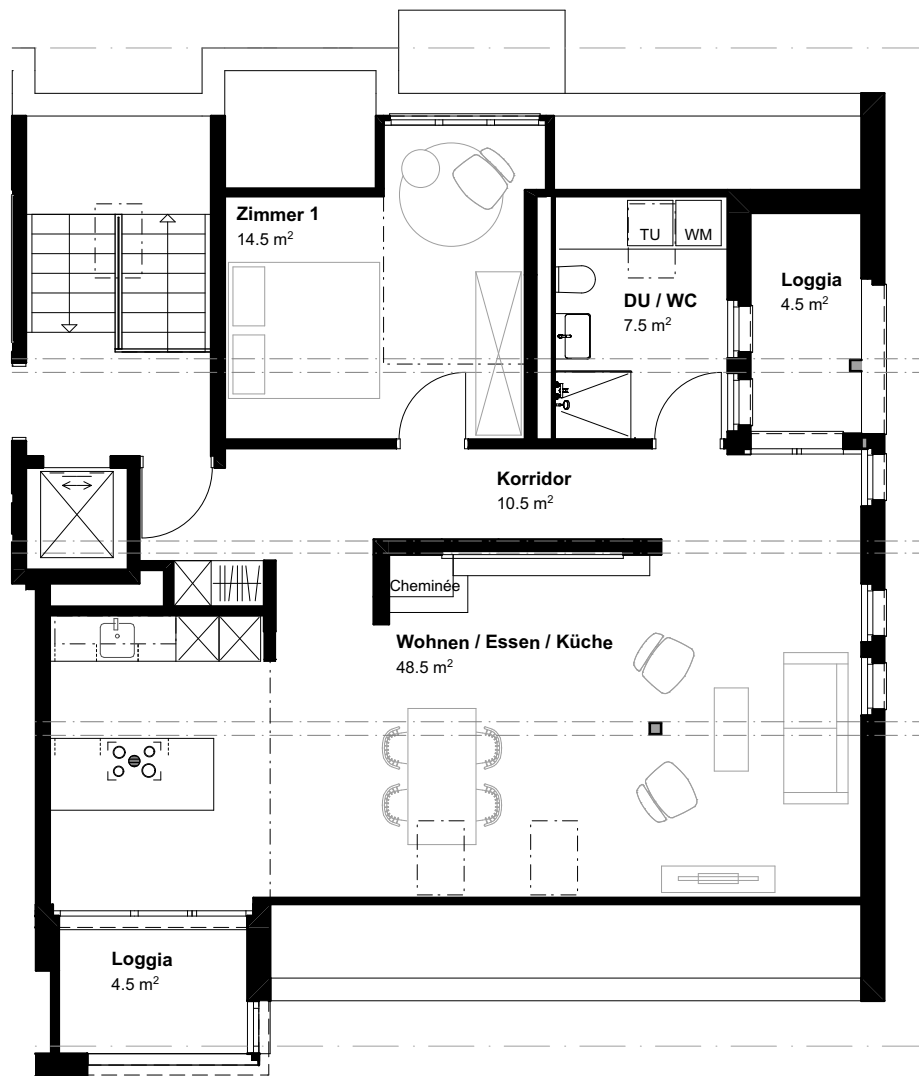 Zimmer 1
14.5 m²
TU
WM
DU / WC
7.5 m²
Loggia
4.5 m²
Korridor
10.5 m²
Cheminée
Wohnen / Essen / Küche
48.5 m²
Loggia
4.5 m²